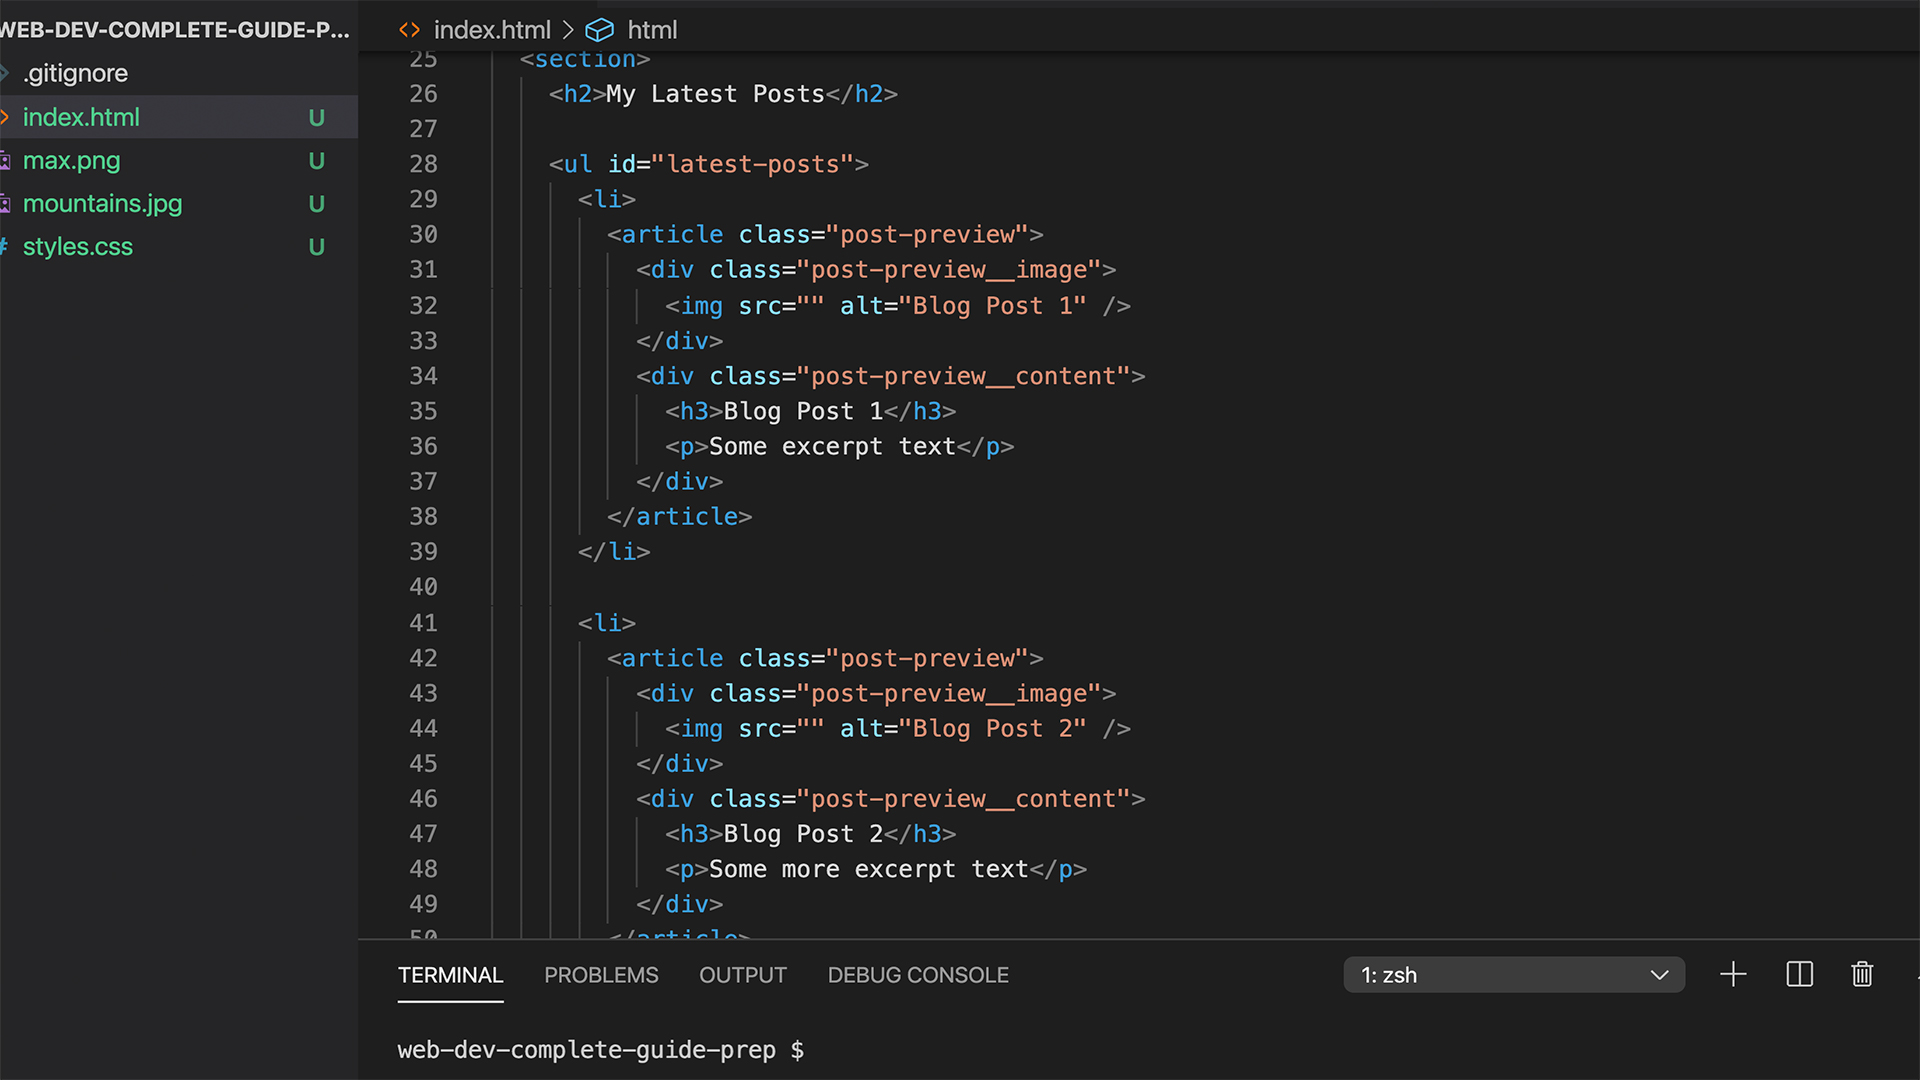 WEB-DEV-COMPLETE-GUIDE-P...
.gitignore
index.html U
max.png U
mountains.jpg U
styles.css U
index.html > html
25 <section>
26 <h2>My Latest Posts</h2>
27
28 <ul id="latest-posts">
29 <li>
30 <article class="post-preview">
31 <div class="post-preview__image">
32 <img src="" alt="Blog Post 1" />
33 </div>
34 <div class="post-preview__content">
35 <h3>Blog Post 1</h3>
36 <p>Some excerpt text</p>
37 </div>
38 </article>
39 </li>
40
41 <li>
42 <article class="post-preview">
43 <div class="post-preview__image">
44 <img src="" alt="Blog Post 2" />
45 </div>
46 <div class="post-preview__content">
47 <h3>Blog Post 2</h3>
48 <p>Some more excerpt text</p>
49 </div>
50 </article>
TERMINAL PROBLEMS OUTPUT DEBUG CONSOLE 1: zsh
web-dev-complete-guide-prep $